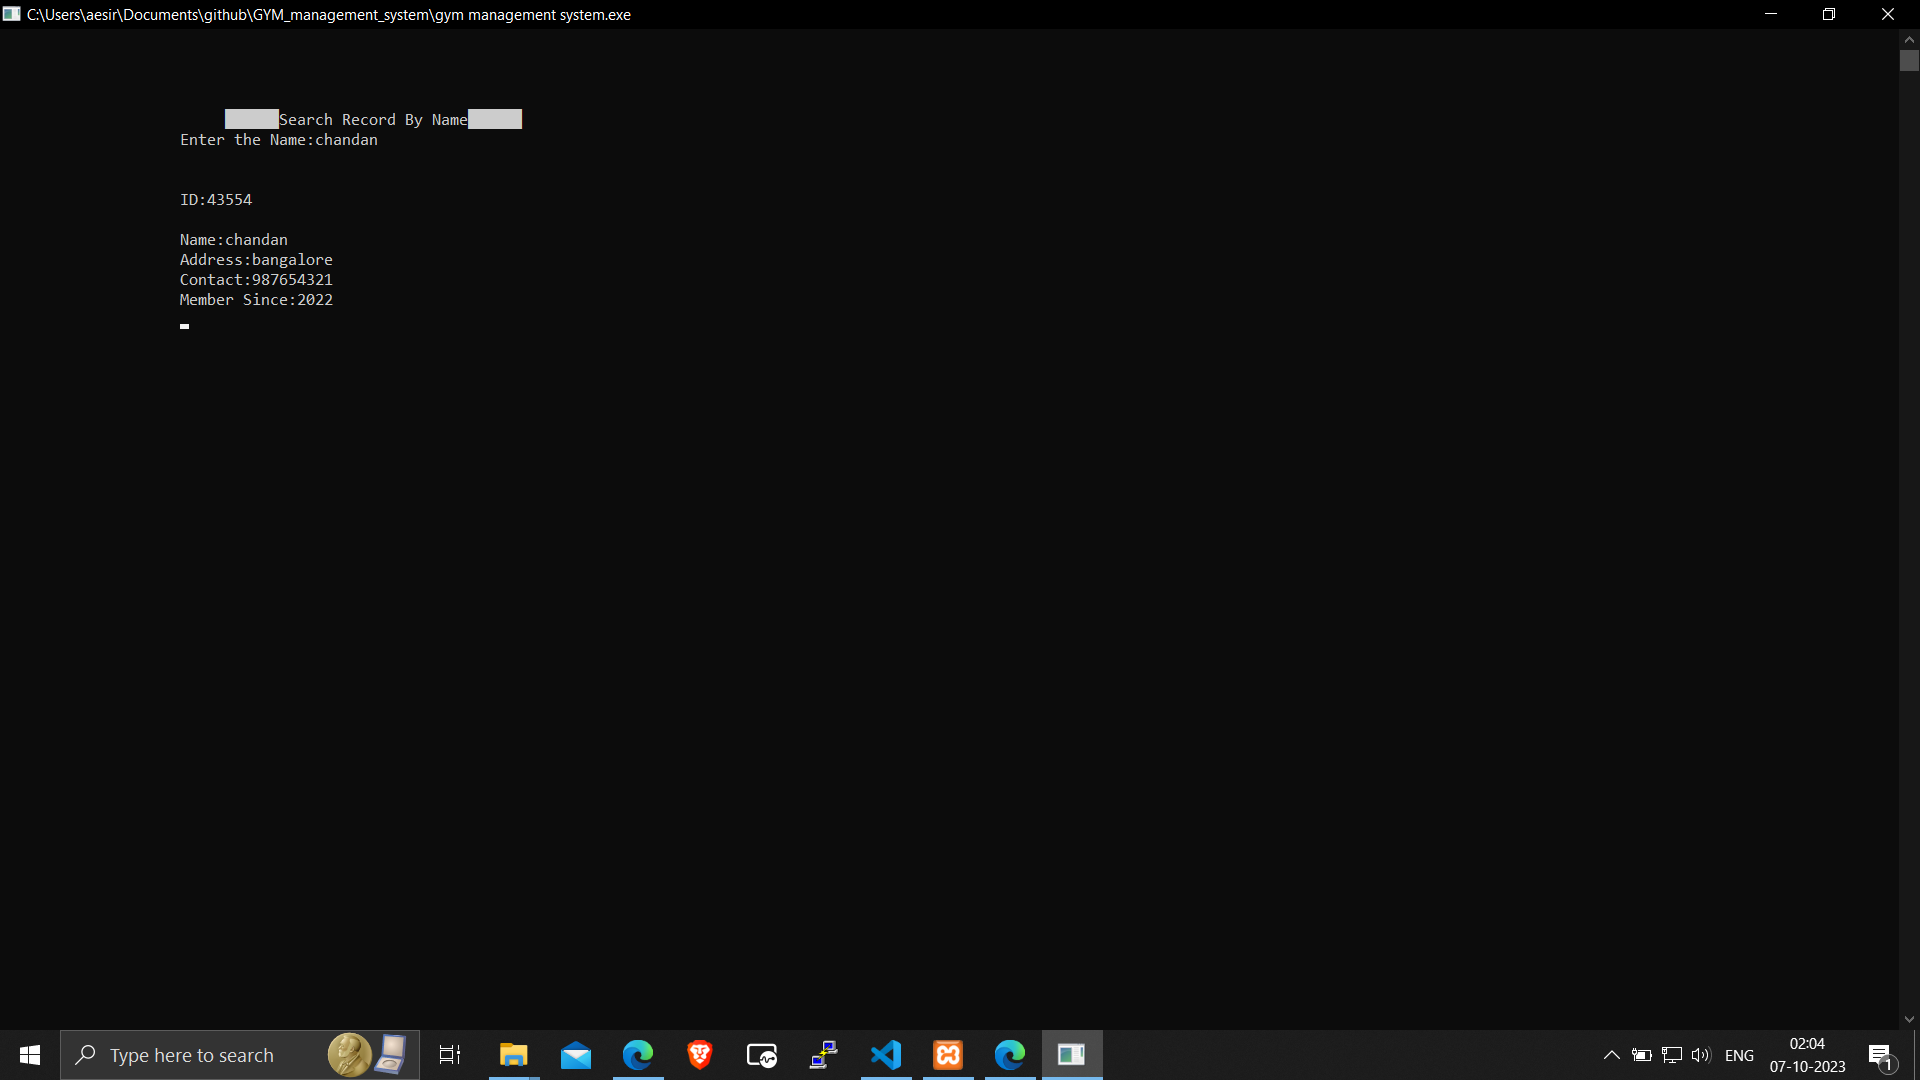 C:\Users\aesir\Documents\github\GYM_management_system\gym management system.exe
Search Record By Name
Enter the Name:chandan
ID:43554
Name:chandan
Address:bangalore
Contact:987654321
Member Since:2022
Type here to search
ENG
02:04
07-10-2023
1